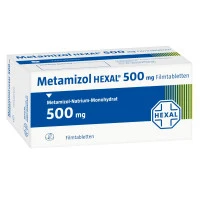 Metamizol HEXAL® 500 mg Filmtabletten
Metamizol HEXAL® 500 mg Filmtabletten
Metamizol-Natrium-Monohydrat
500 mg
Filmtabletten
HEXAL